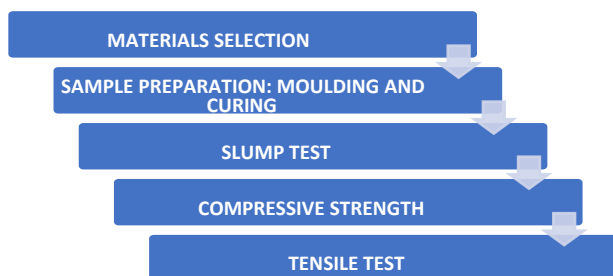 MATERIALS SELECTION
SAMPLE PREPARATION: MOULDING AND
CURING
SLUMP TEST
COMPRESSIVE STRENGTH
TENSILE TEST